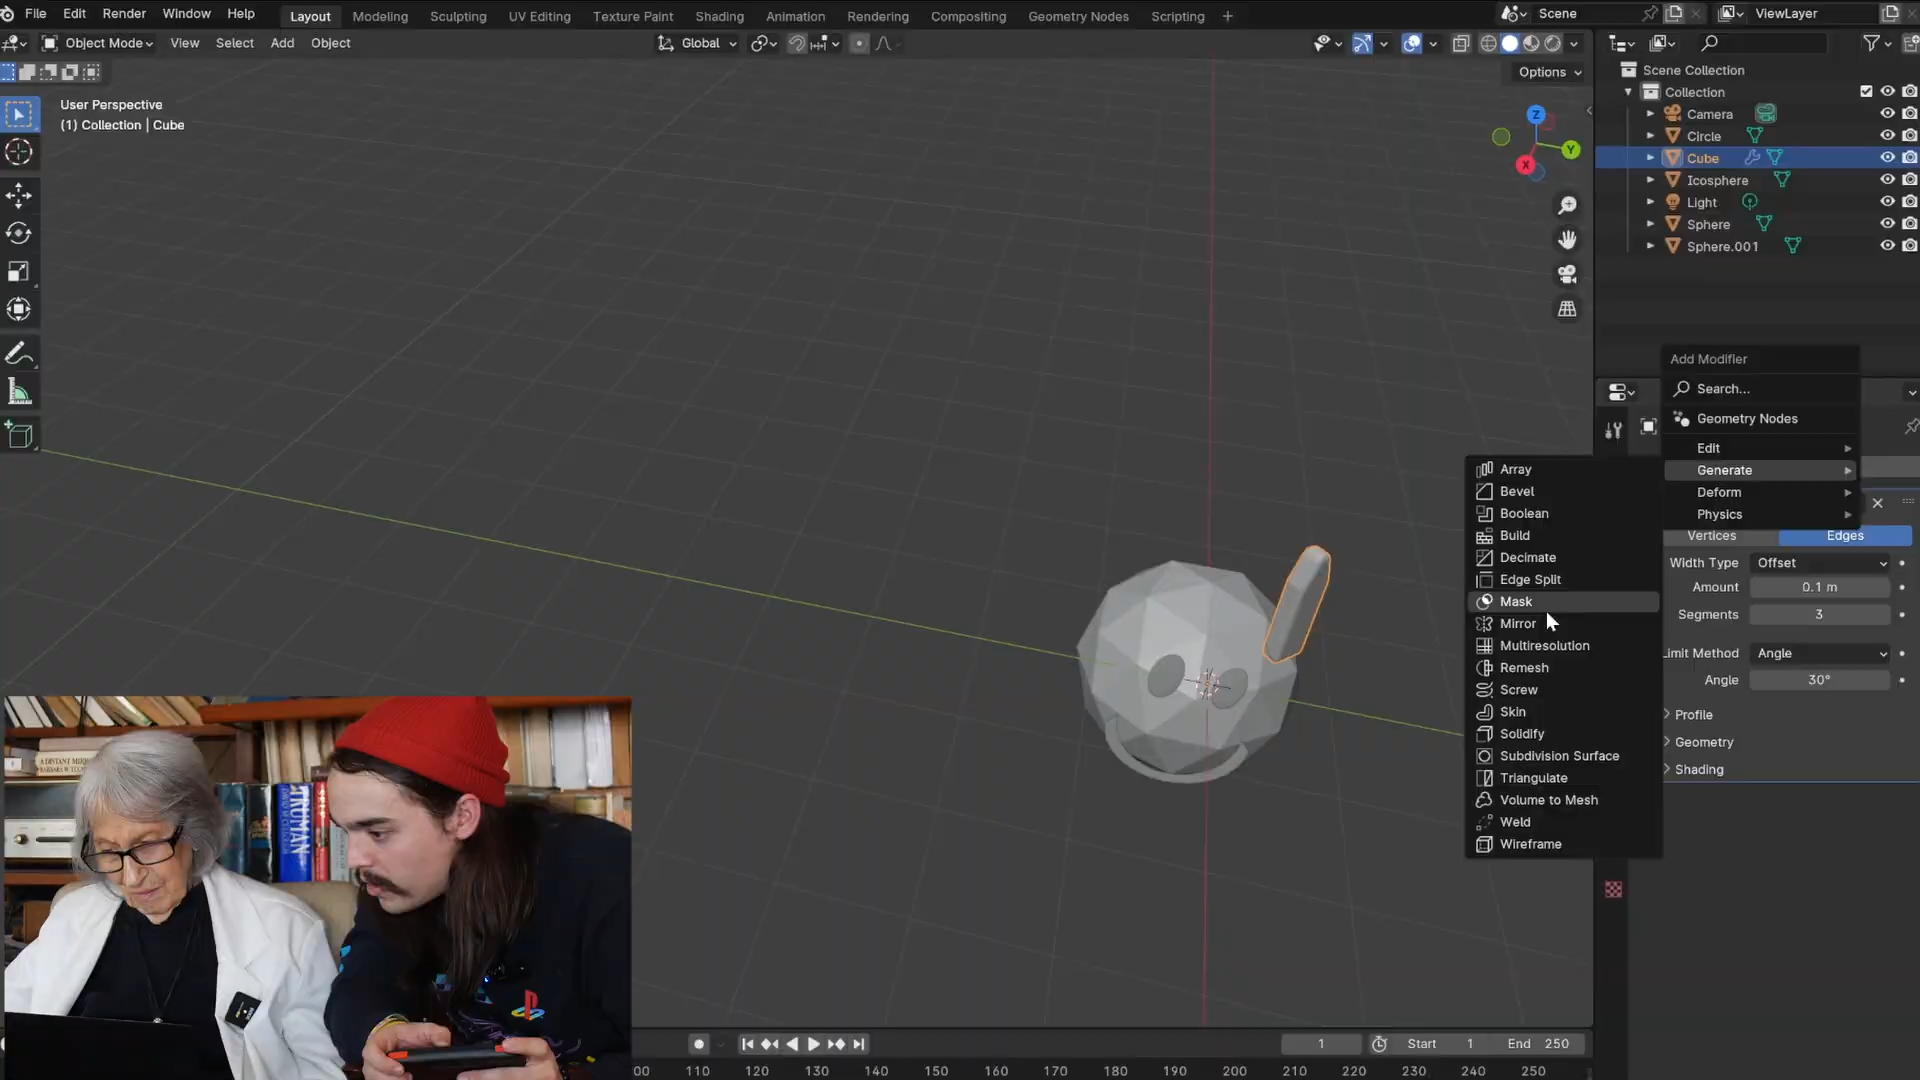 File Edit Render Window Help
Layout Modeling Sculpting UV Editing Texture Paint Shading Animation Rendering Compositing Geometry Nodes Scripting +
Scene
ViewLayer
Object Mode View Select Add Object
Global
Options
User Perspective
(1) Collection | Cube
Z
Y
X
Scene Collection
Collection
Camera
Circle
Cube
Icosphere
Light
Sphere
Sphere.001
Add Modifier
Search...
Geometry Nodes
Edit
Generate
Deform
Physics
Array
Bevel
Boolean
Build
Decimate
Edge Split
Mask
Mirror
Multiresolution
Remesh
Screw
Skin
Solidify
Subdivision Surface
Triangulate
Volume to Mesh
Weld
Wireframe
Vertices Edges
Width Type Offset
Amount 0.1 m
Segments 3
Limit Method Angle
Angle 30°
Profile
Geometry
Shading
A DISTANT MIRROR
TRUMAN
1 Start 1 End 250
00 110 120 130 140 150 160 170 180 190 200 210 220 230 240 250